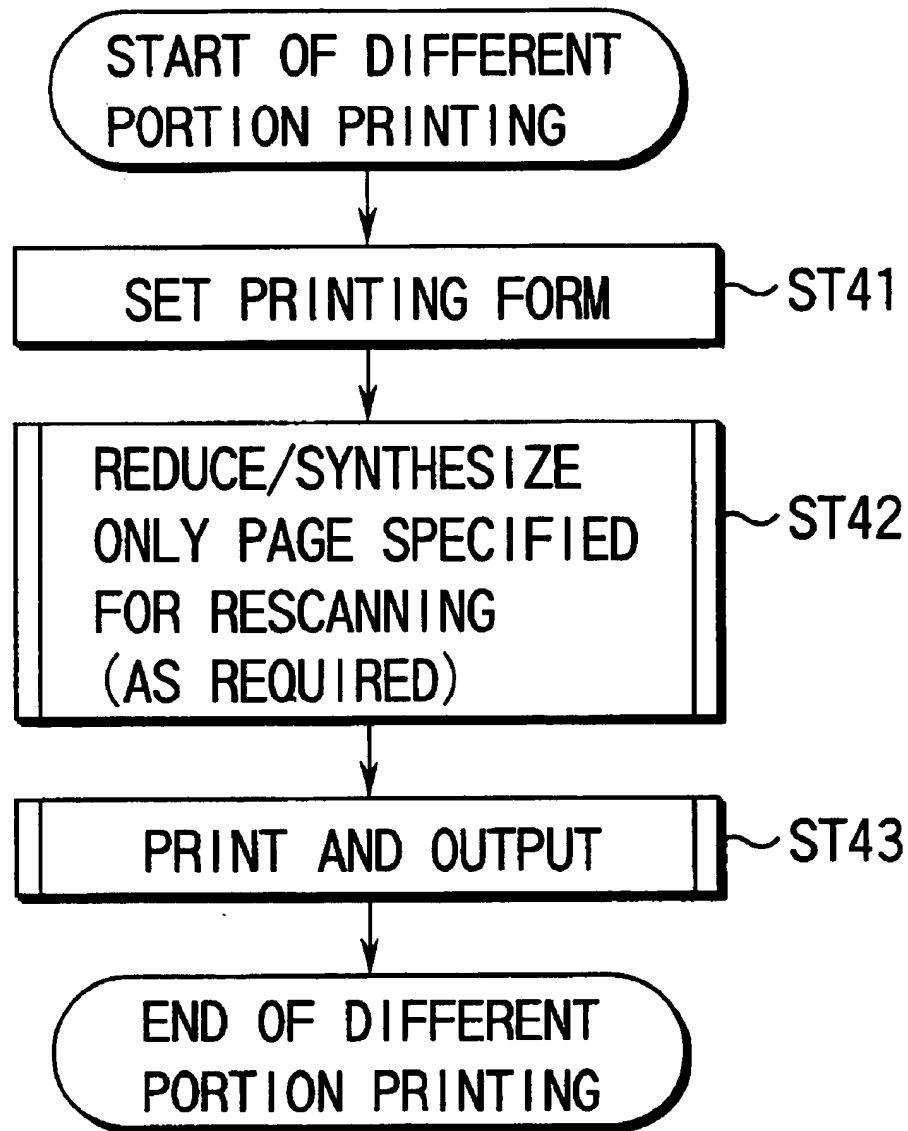 START OF DIFFERENT
PORTION PRINTING
SET PRINTING FORM
ST41
REDUCE/SYNTHESIZE
ONLY PAGE SPECIFIED
FOR RESCANNING
(AS REQUIRED)
ST42
PRINT AND OUTPUT
ST43
END OF DIFFERENT
PORTION PRINTING